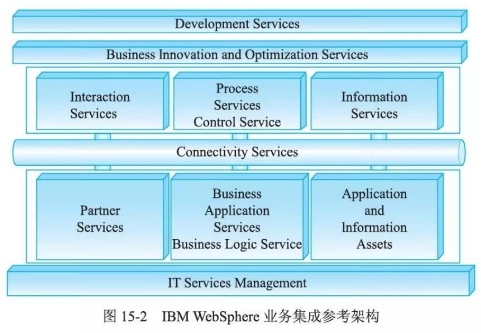 Development Services
Business lnnovation and Optimization Services
Interaction
Services
Process
Services
Control Service
Information
Services
Connectivity Services
Partner
Services
Business
Application
Services
Business Logic Service
Application
and
lnformation
Assets
IT Services Management
图 15-2 IBM WebSphere 业务集成参考架构